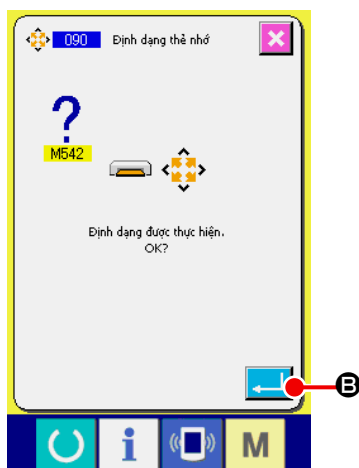 090 Định dạng thẻ nhớ
?
M542
Định dạng được thực hiện.
OK?
B
i
M